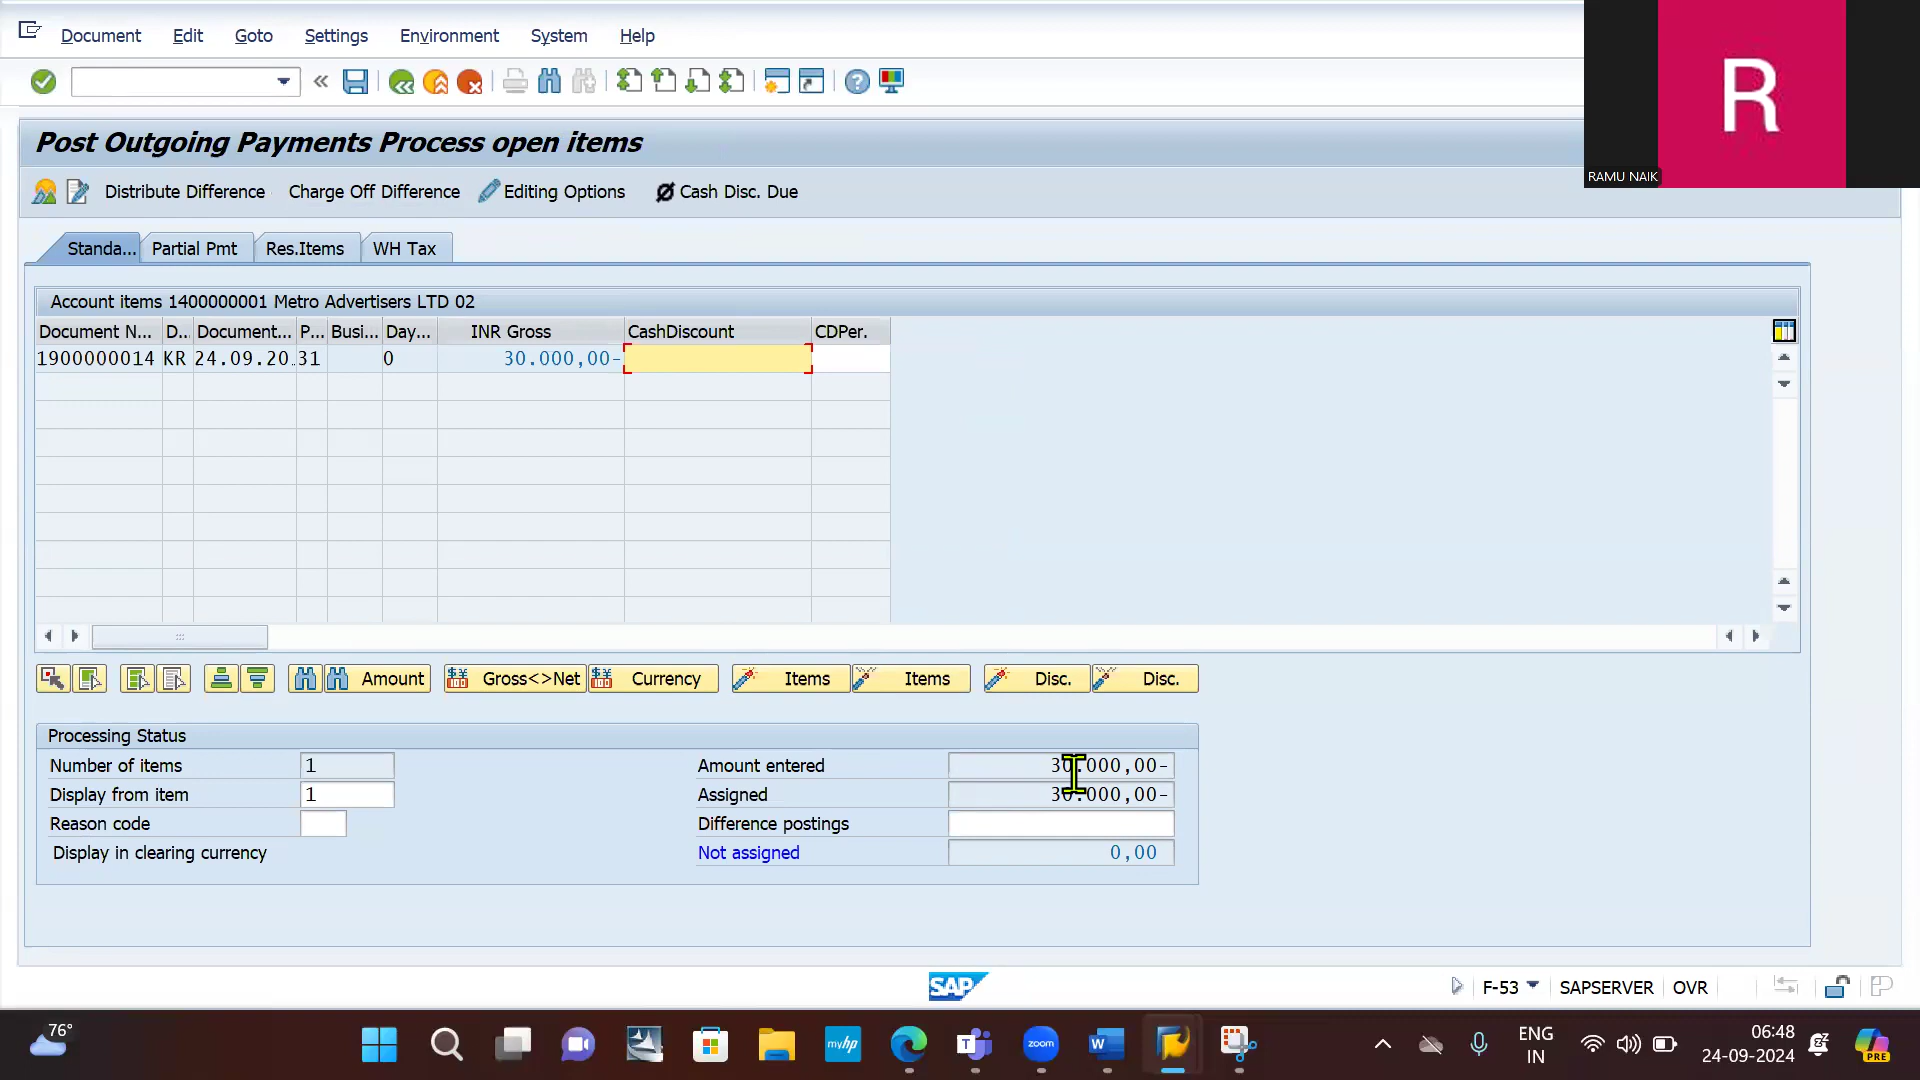 Document Edit Goto Settings Environment System Help
R
RAMU NAIK
Post Outgoing Payments Process open items
Distribute Difference Charge Off Difference Editing Options Cash Disc. Due
Standa... Partial Pmt Res.Items WH Tax
Account items 1400000001 Metro Advertisers LTD 02
Document N... D.. Document... P... Busi... Day... INR Gross CashDiscount CDPer.
1900000014 KR 24.09.20. 31 0 30.000,00-
Amount Gross<>Net Currency Items Items Disc. Disc.
Processing Status
Number of items 1 Amount entered 30.000,00-
Display from item 1 Assigned 30.000,00-
Reason code Difference postings
Display in clearing currency Not assigned 0,00
SAP F-53 SAPSERVER OVR
76°
myhp
T
zoom
W
ENG
IN
06:48
24-09-2024
PRE